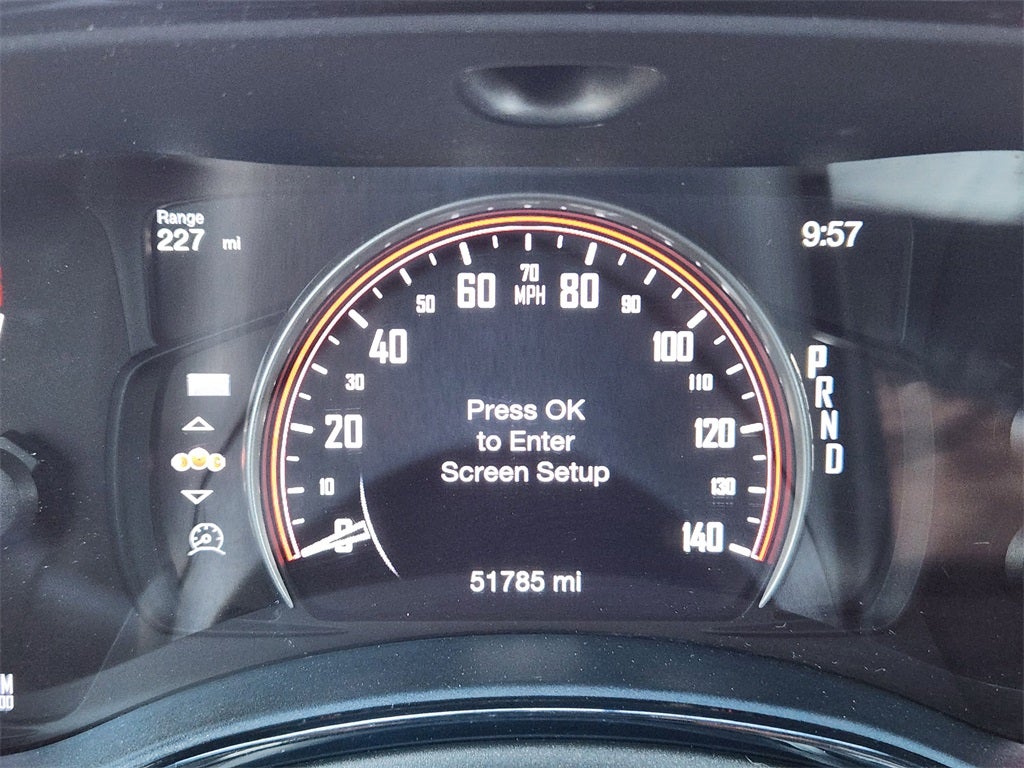 Range
227 mi
9:57
70
60 MPH 80
50
90
40
100
30
110
20
120
10
130
0
140
Press OK
to Enter
Screen Setup
51785 mi
P
R
N
D